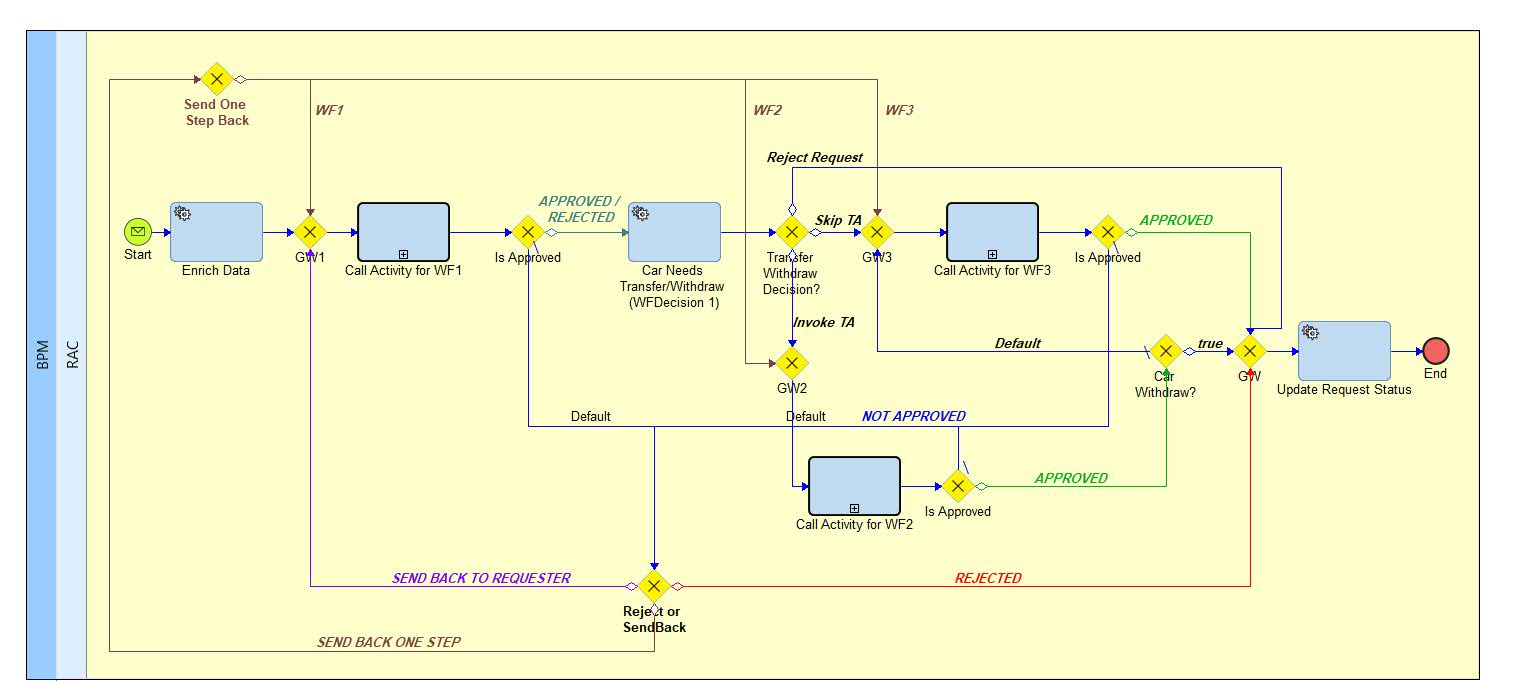 BPM
RAC
Send One
Step Back
WF1
WF2
WF3
Reject Request
APPROVED /
REJECTED
Skip TA
APPROVED
Start
Enrich Data
GW1
Call Activity for WF1
Is Approved
Car Needs
Transfer/Withdraw
(WFDecision 1)
Transfer
Withdraw
Decision?
GW3
Call Activity for WF3
Is Approved
Invoke TA
Default
true
GW2
Car
Withdraw?
GW
Update Request Status
End
Default
Default
NOT APPROVED
APPROVED
Call Activity for WF2
Is Approved
SEND BACK TO REQUESTER
REJECTED
Reject or
SendBack
SEND BACK ONE STEP